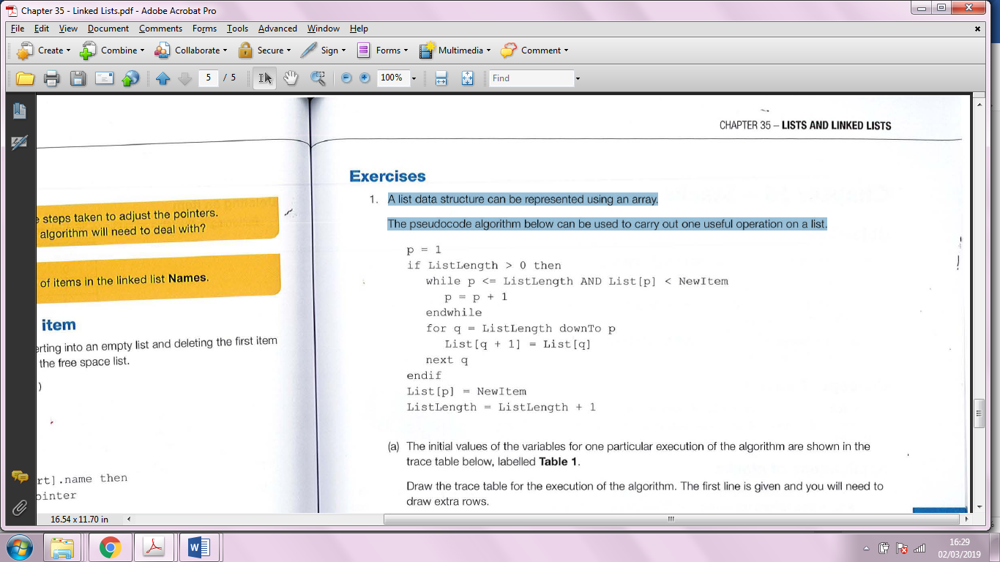 Chapter 35 - Linked Lists.pdf - Adobe Acrobat Pro
File Edit View Document Comments Forms Tools Advanced Window Help
Create Combine Collaborate Secure Sign Forms Multimedia Comment
5 / 5 100% Find
CHAPTER 35 – LISTS AND LINKED LISTS
steps taken to adjust the pointers.
algorithm will need to deal with?
of items in the linked list Names.
item
erting into an empty list and deleting the first item
the free space list.
)
rt].name then
ointer
Exercises
1. A list data structure can be represented using an array.
The pseudocode algorithm below can be used to carry out one useful operation on a list.
p = 1
if ListLength > 0 then
while p <= ListLength AND List[p] < NewItem
p = p + 1
endwhile
for q = ListLength downTo p
List[q + 1] = List[q]
next q
endif
List[p] = NewItem
ListLength = ListLength + 1
(a) The initial values of the variables for one particular execution of the algorithm are shown in the
trace table below, labelled Table 1.
Draw the trace table for the execution of the algorithm. The first line is given and you will need to
draw extra rows.
16.54 x 11.70 in
16:29
02/03/2019